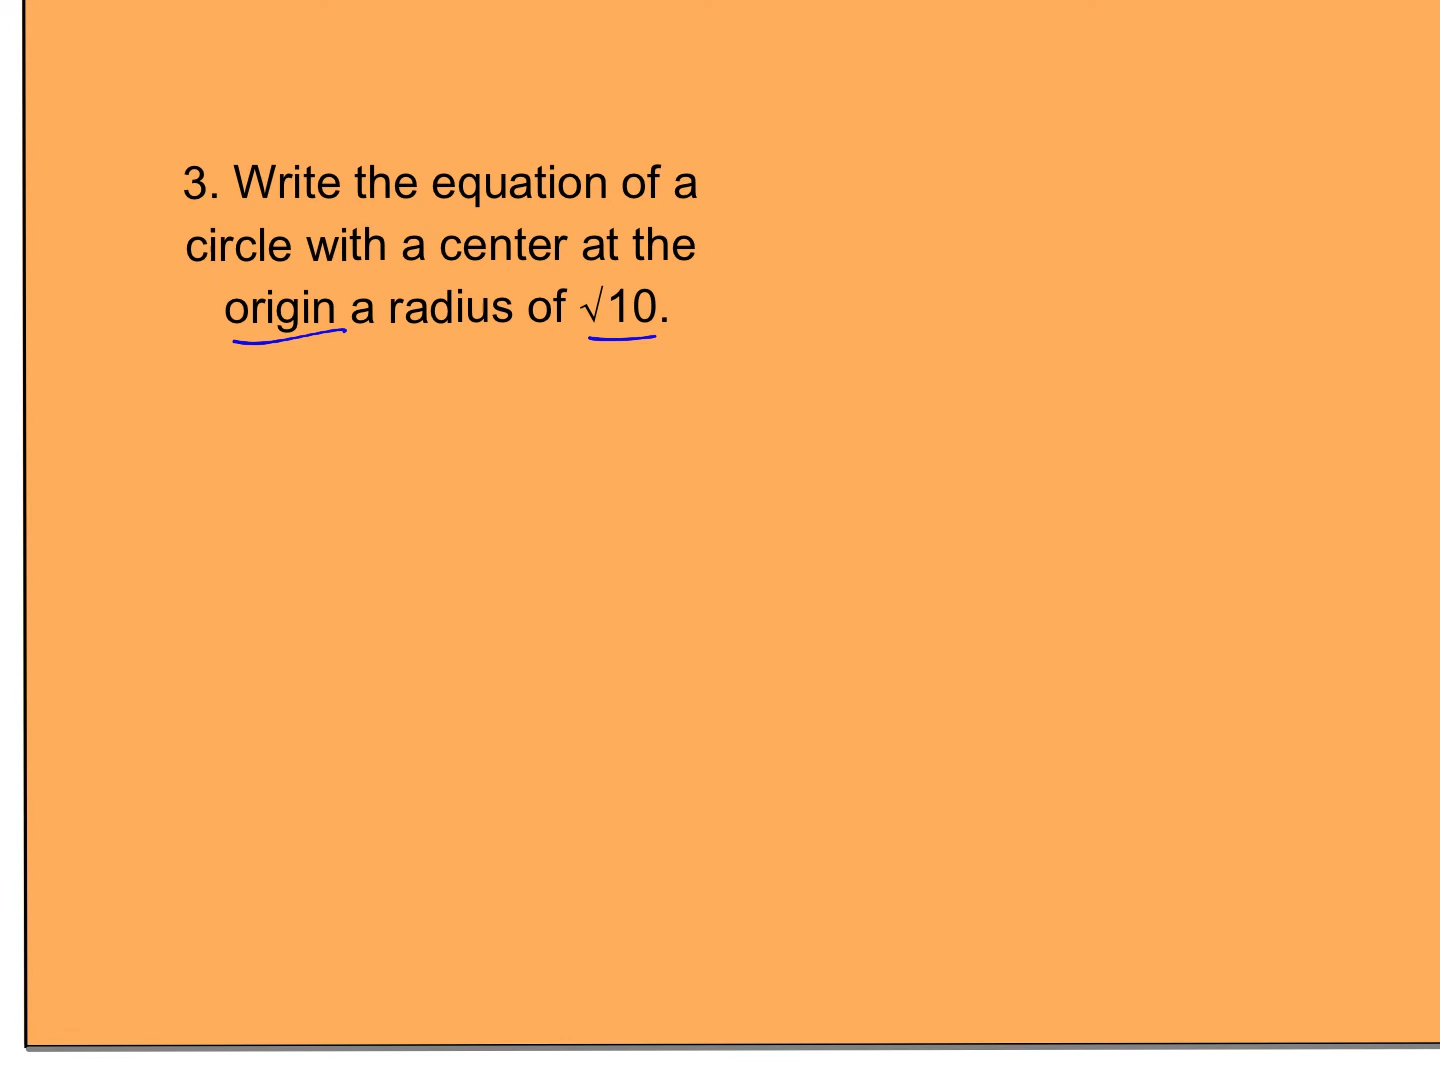 3. Write the equation of a
circle with a center at the
origin a radius of √10.